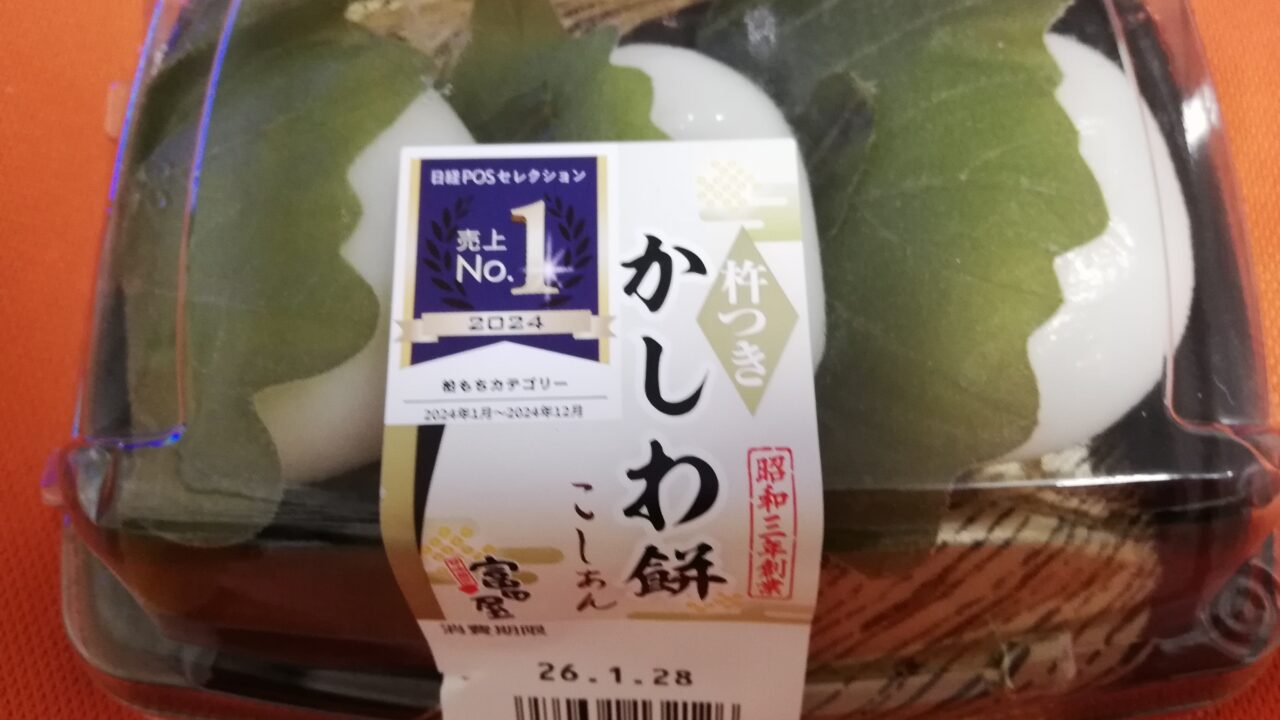 日経POSセレクション
売上
No.1
2024
餡もちカテゴリー
2024年1月～2024年12月
杵つき
かしわ餅
こしあん
昭和三年創業
消費期限
26.1.28